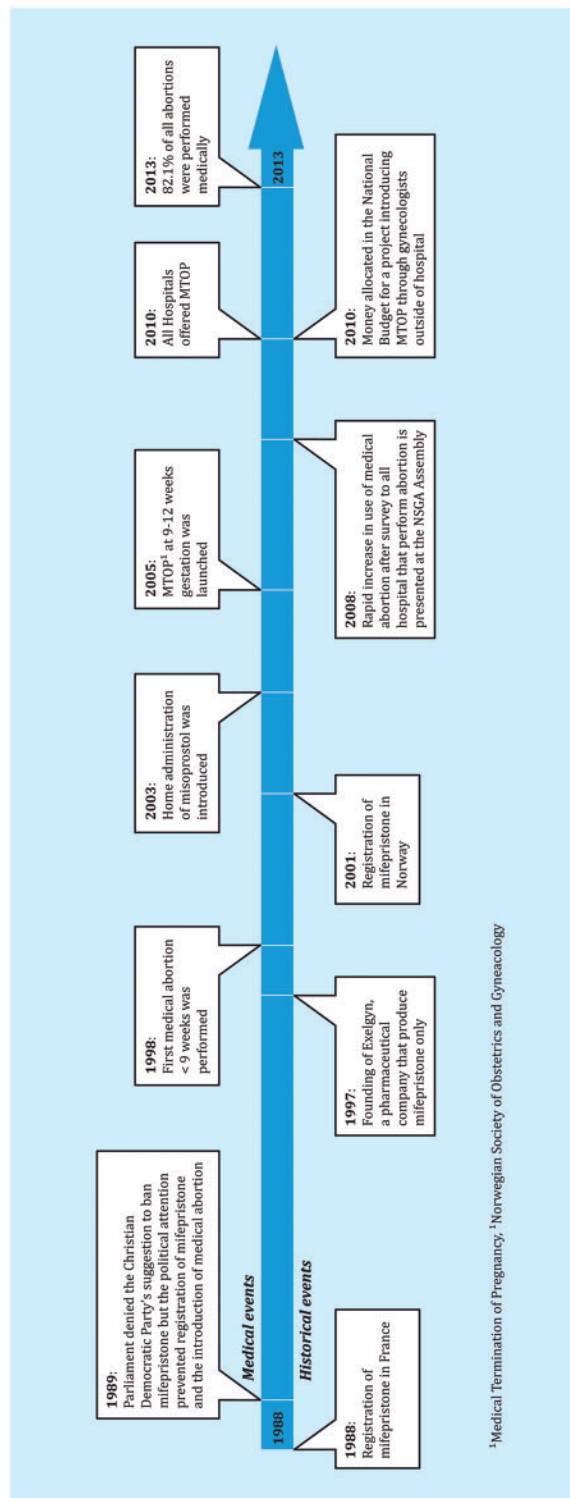 1989:
Parliament denied the Christian
Democratic Party's suggestion to ban
mifepristone but the political attention
prevented registration of mifepristone
and the introduction of medical abortion
1998:
First medical abortion
< 9 weeks was
performed
2003:
Home administration
of misoprostol was
introduced
2005:
MTOP¹ at 9-12 weeks
gestation was
launched
2010:
All Hospitals
offered MTOP
2013:
82.1% of all abortions
were performed
medically
Medical events
1988
2013
Historical events
1988:
Registration of
mifepristone in France
1997:
Founding of Exelgyn,
a pharmaceutical
company that produce
mifepristone only
2001:
Registration of
mifepristone in
Norway
2008:
Rapid increase in use of medical
abortion after survey to all
hospital that perform abortion is
presented at the NSGA Assembly
2010:
Money allocated in the National
Budget for a project introducing
MTOP through gynecologists
outside of hospital
¹Medical Termination of Pregnancy, ¹Norwegian Society of Obstetrics and Gyneacology